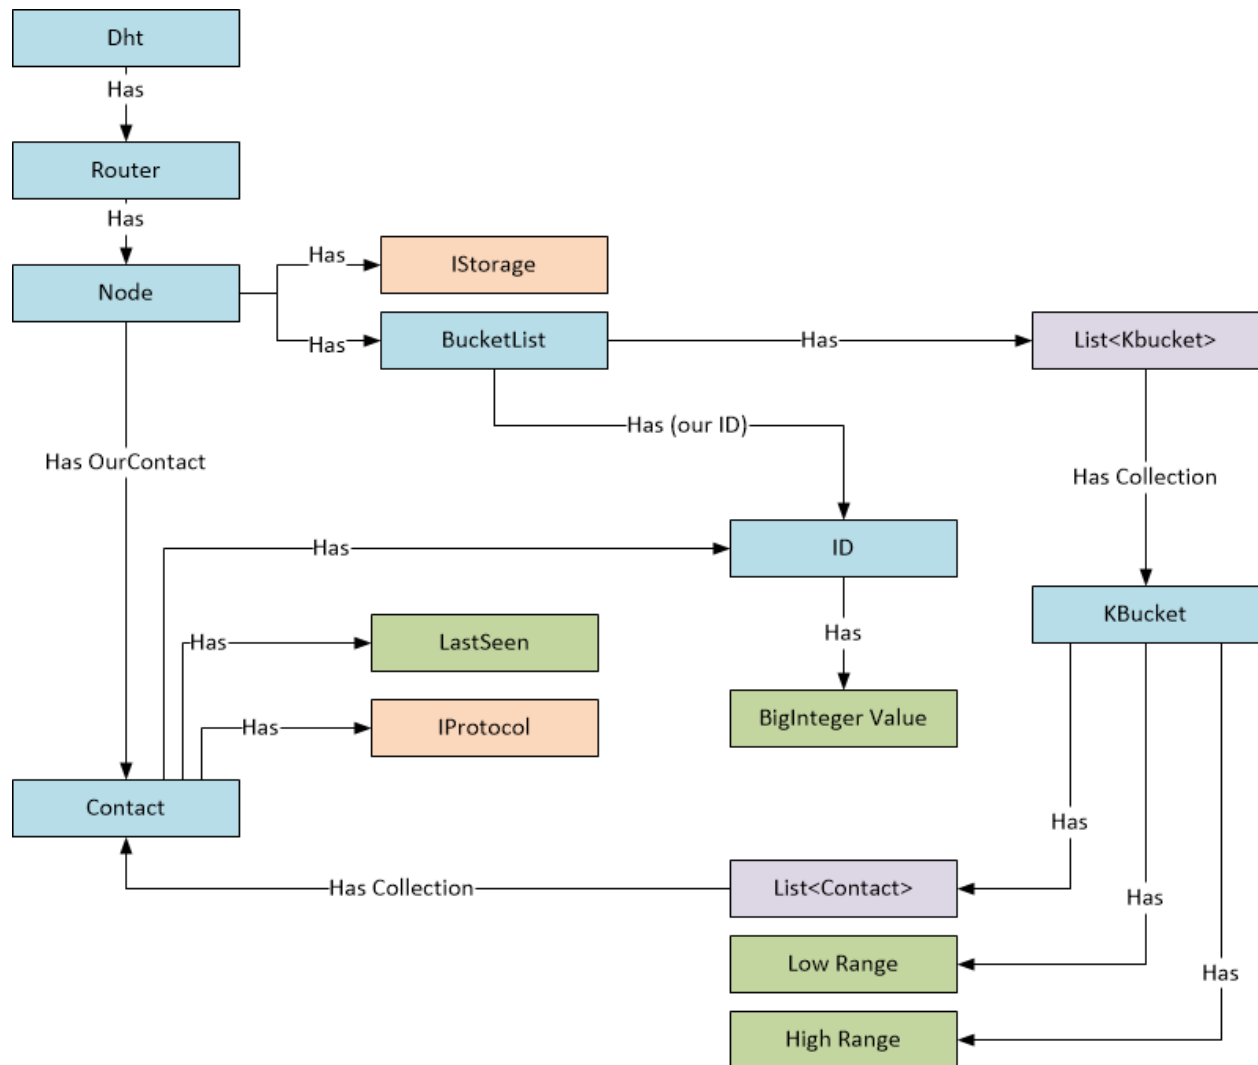 Dht
Has
Router
Has
Node
Has
IStorage
Has
BucketList
Has
List<Kbucket>
Has (our ID)
Has OurContact
Has Collection
Has
ID
KBucket
Has
LastSeen
Has
Has
IProtocol
BigInteger Value
Contact
Has
Has Collection
List<Contact>
Has
Low Range
Has
High Range